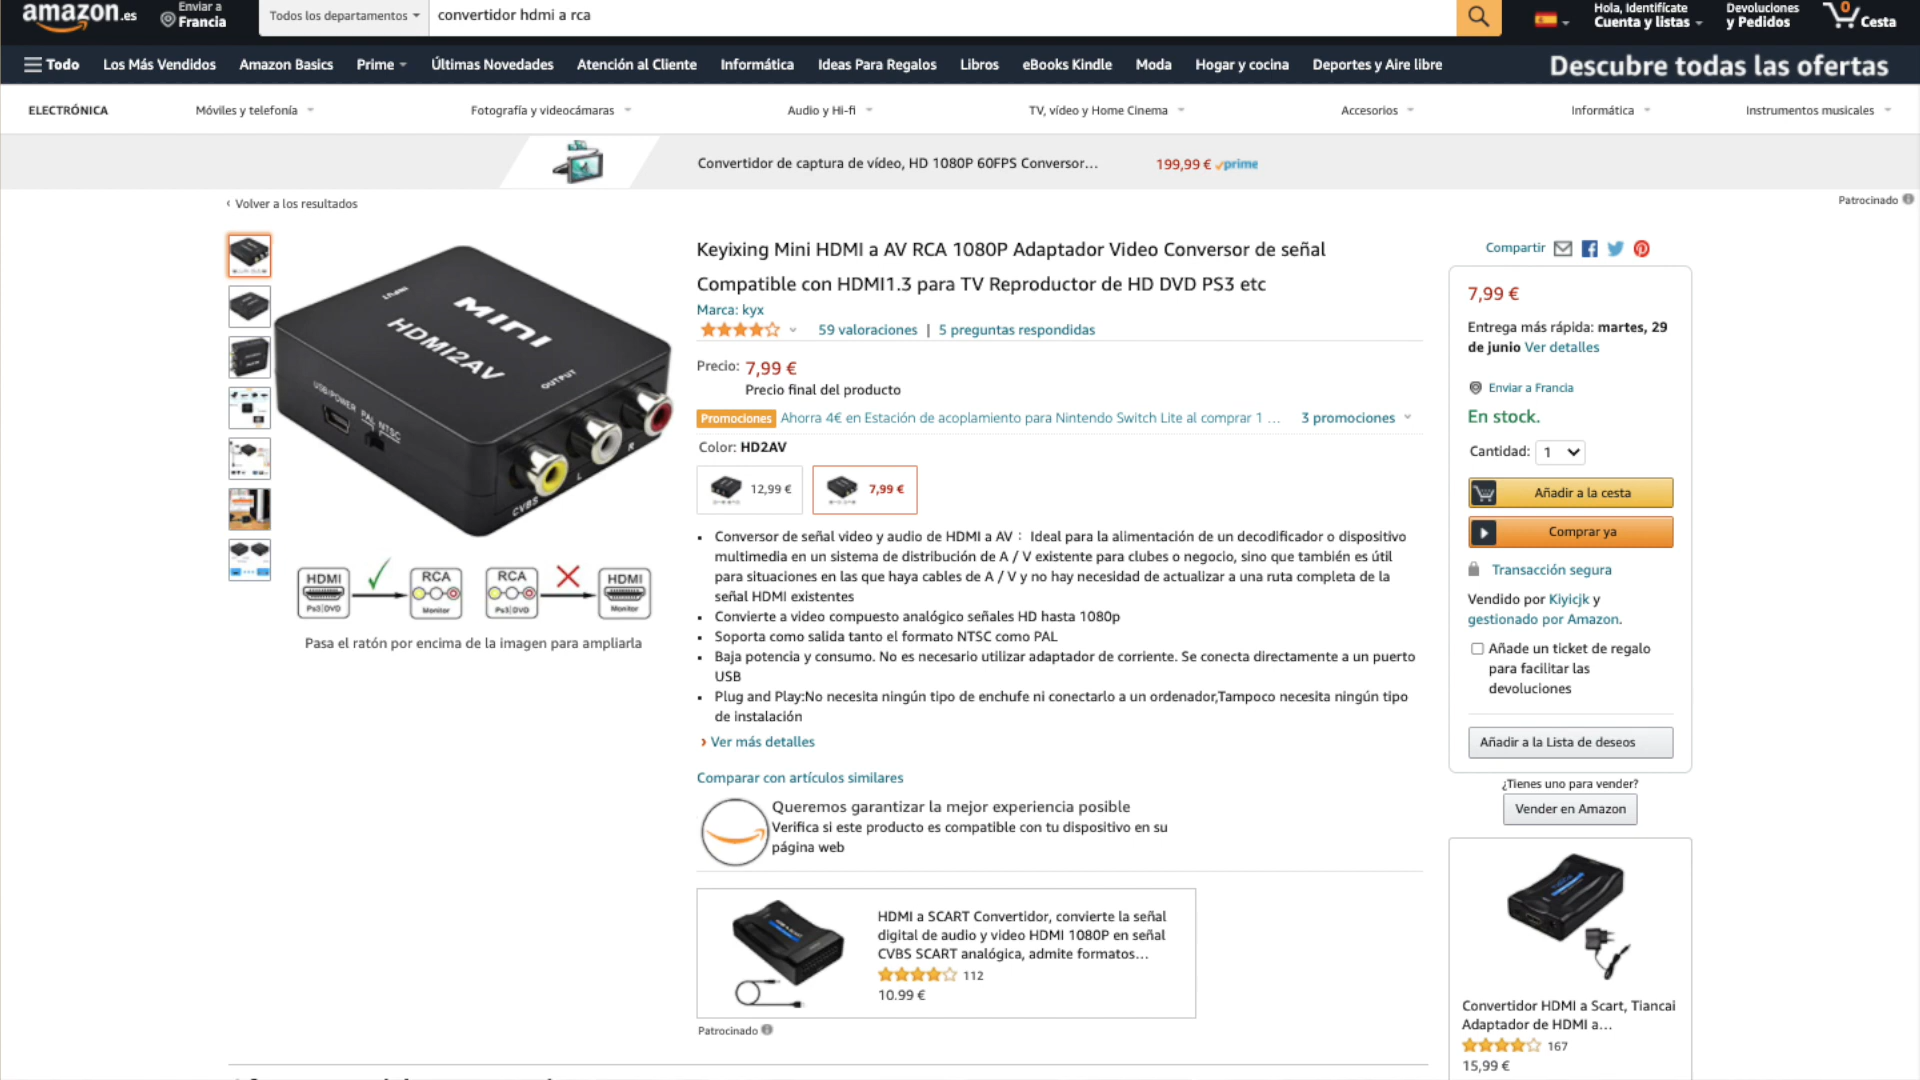 amazon.es
Enviar a
Francia
Todos los departamentos
convertidor hdmi a rca
Hola, Identifícate
Cuenta y listas
Devoluciones
y Pedidos
0
Cesta
Todo
Los Más Vendidos
Amazon Basics
Prime
Últimas Novedades
Atención al Cliente
Informática
Ideas Para Regalos
Libros
eBooks Kindle
Moda
Hogar y cocina
Deportes y Aire libre
Descubre todas las ofertas
ELECTRÓNICA
Móviles y telefonía
Fotografía y videocámaras
Audio y Hi-fi
TV, vídeo y Home Cinema
Accesorios
Informática
Instrumentos musicales
Convertidor de captura de vídeo, HD 1080P 60FPS Conversor...
199,99 € prime
Patrocinado
‹ Volver a los resultados
INPUT
MINI
HDMI2AV
OUTPUT
USB/POWER
PAL
NTSC
CVBS
L
R
HDMI
Ps3|DVD
RCA
Monitor
RCA
Ps3|DVD
HDMI
Monitor
Pasa el ratón por encima de la imagen para ampliarla
Keyixing Mini HDMI a AV RCA 1080P Adaptador Video Conversor de señal
Compatible con HDMI1.3 para TV Reproductor de HD DVD PS3 etc
Marca: kyx
59 valoraciones | 5 preguntas respondidas
Precio: 7,99 €
Precio final del producto
Promociones Ahorra 4€ en Estación de acoplamiento para Nintendo Switch Lite al comprar 1 ... 3 promociones
Color: HD2AV
12,99 €
7,99 €
Conversor de señal video y audio de HDMI a AV : Ideal para la alimentación de un decodificador o dispositivo
multimedia en un sistema de distribución de A / V existente para clubes o negocio, sino que también es útil
para situaciones en las que haya cables de A / V y no hay necesidad de actualizar a una ruta completa de la
señal HDMI existentes
Convierte a video compuesto analógico señales HD hasta 1080p
Soporta como salida tanto el formato NTSC como PAL
Baja potencia y consumo. No es necesario utilizar adaptador de corriente. Se conecta directamente a un puerto
USB
Plug and Play:No necesita ningún tipo de enchufe ni conectarlo a un ordenador,Tampoco necesita ningún tipo
de instalación
› Ver más detalles
Comparar con artículos similares
Queremos garantizar la mejor experiencia posible
Verifica si este producto es compatible con tu dispositivo en su
página web
HDMI a SCART Convertidor, convierte la señal
digital de audio y video HDMI 1080P en señal
CVBS SCART analógica, admite formatos...
112
10.99 €
Patrocinado
Compartir
7,99 €
Entrega más rápida: martes, 29
de junio Ver detalles
Enviar a Francia
En stock.
Cantidad: 1
Añadir a la cesta
Comprar ya
Transacción segura
Vendido por Kiyicjk y
gestionado por Amazon.
Añade un ticket de regalo
para facilitar las
devoluciones
Añadir a la Lista de deseos
¿Tienes uno para vender?
Vender en Amazon
Convertidor HDMI a Scart, Tiancai
Adaptador de HDMI a...
167
15,99 €